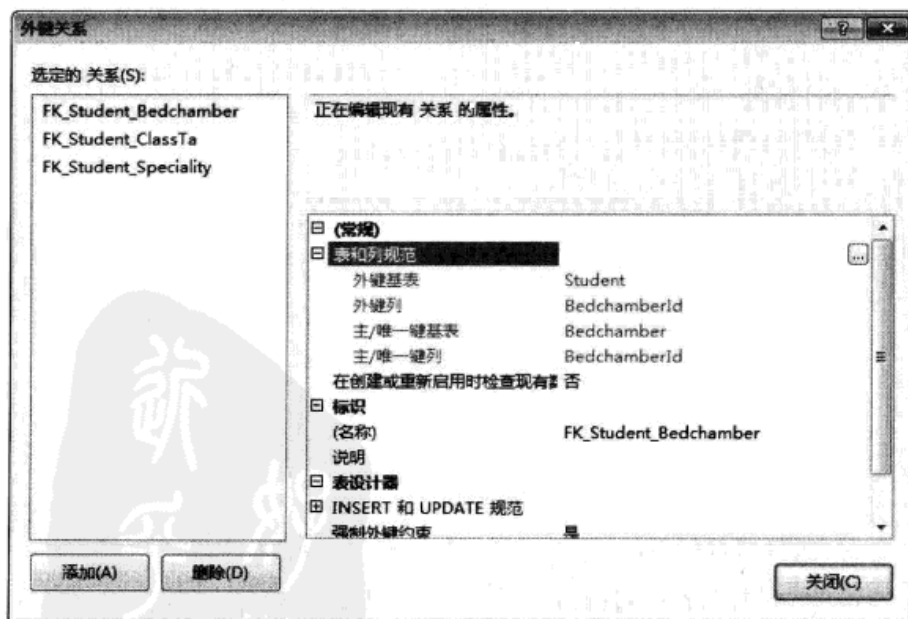 外键关系
选定的 关系(S):
FK_Student_Bedchamber
FK_Student_ClassTa
FK_Student_Speciality
正在编辑现有 关系 的属性。
(常规)
表和列规范
外键基表 Student
外键列 BedchamberId
主/唯一键基表 Bedchamber
主/唯一键列 BedchamberId
在创建或重新启用时检查现有 否
标识
(名称) FK_Student_Bedchamber
说明
表设计器
INSERT 和 UPDATE 规范
强制外键约束 是
添加(A) 删除(D)
关闭(C)